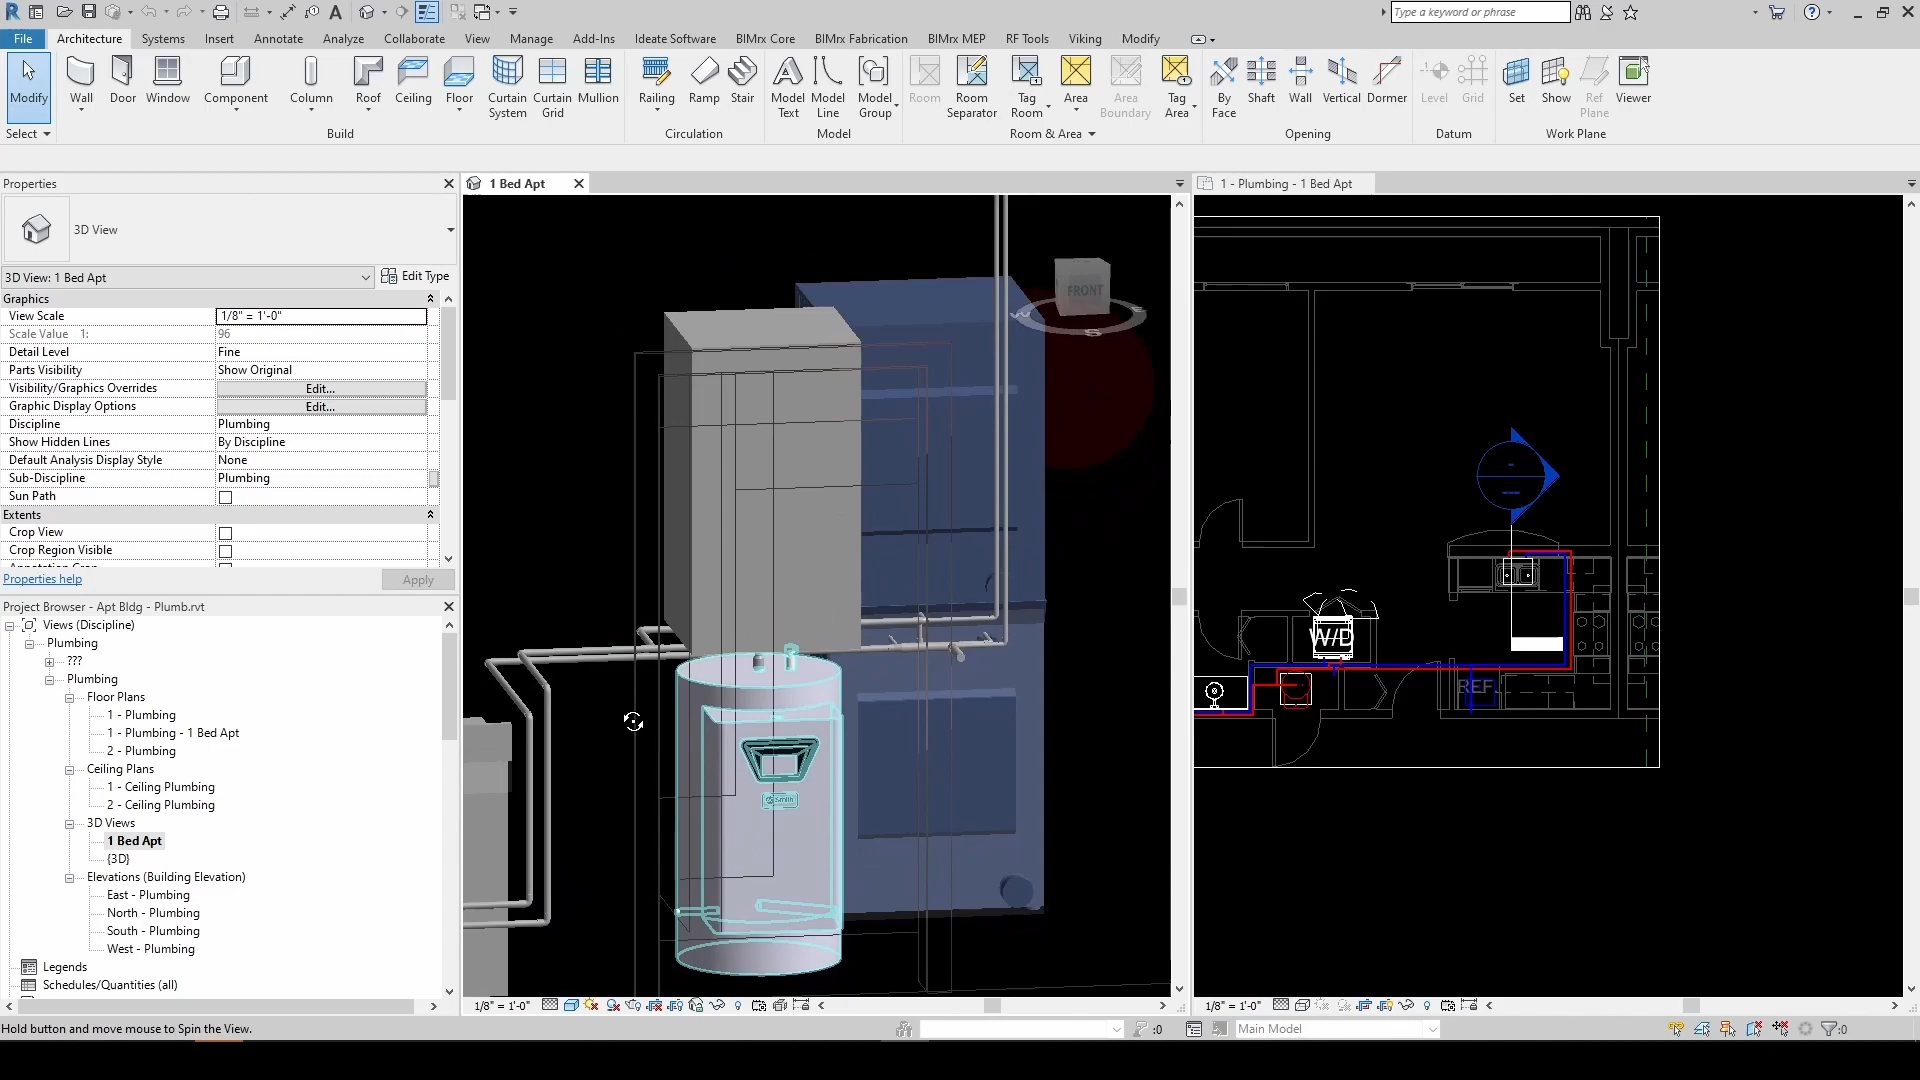 Type a keyword or phrase
File Architecture Systems Insert Annotate Analyze Collaborate View Manage Add-Ins Ideate Software BIMrx Core BIMrx Fabrication BIMrx MEP RF Tools Viking Modify
Modify Wall Door Window Component Column Roof Ceiling Floor Curtain System Curtain Grid Mullion Railing Ramp Stair Model Text Model Line Model Group Room Room Separator Tag Room Area Area Boundary Tag Area By Face Shaft Wall Vertical Dormer Level Grid Set Show Ref Plane Viewer
Select Build Circulation Model Room & Area Opening Datum Work Plane
Properties
3D View
3D View: 1 Bed Apt Edit Type
Graphics
View Scale 1/8" = 1'-0"
Scale Value 1: 96
Detail Level Fine
Parts Visibility Show Original
Visibility/Graphics Overrides Edit...
Graphic Display Options Edit...
Discipline Plumbing
Show Hidden Lines By Discipline
Default Analysis Display Style None
Sub-Discipline Plumbing
Sun Path
Extents
Crop View
Crop Region Visible
Properties help Apply
Project Browser - Apt Bldg - Plumb.rvt
Views (Discipline)
Plumbing
???
Plumbing
Floor Plans
1 - Plumbing
1 - Plumbing - 1 Bed Apt
2 - Plumbing
Ceiling Plans
1 - Ceiling Plumbing
2 - Ceiling Plumbing
3D Views
1 Bed Apt
{3D}
Elevations (Building Elevation)
East - Plumbing
North - Plumbing
South - Plumbing
West - Plumbing
Legends
Schedules/Quantities (all)
1 Bed Apt
FRONT
S
Smith
1/8" = 1'-0"
1 - Plumbing - 1 Bed Apt
W/D
REF
1/8" = 1'-0"
Hold button and move mouse to Spin the View.
:0
Main Model
:0